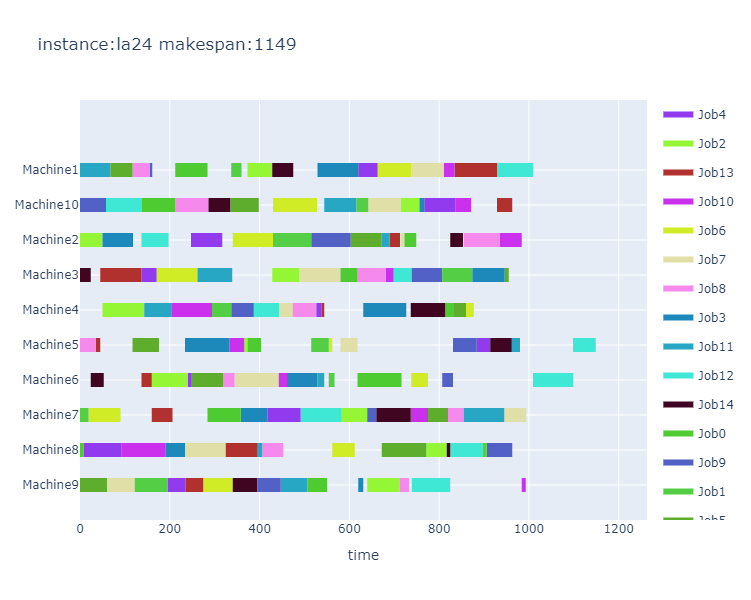 instance:la24 makespan:1149
Machine1
Machine10
Machine2
Machine3
Machine4
Machine5
Machine6
Machine7
Machine8
Machine9
0
200
400
600
800
1000
1200
time
Job4
Job2
Job13
Job10
Job6
Job7
Job8
Job3
Job11
Job12
Job14
Job0
Job9
Job1
Job5